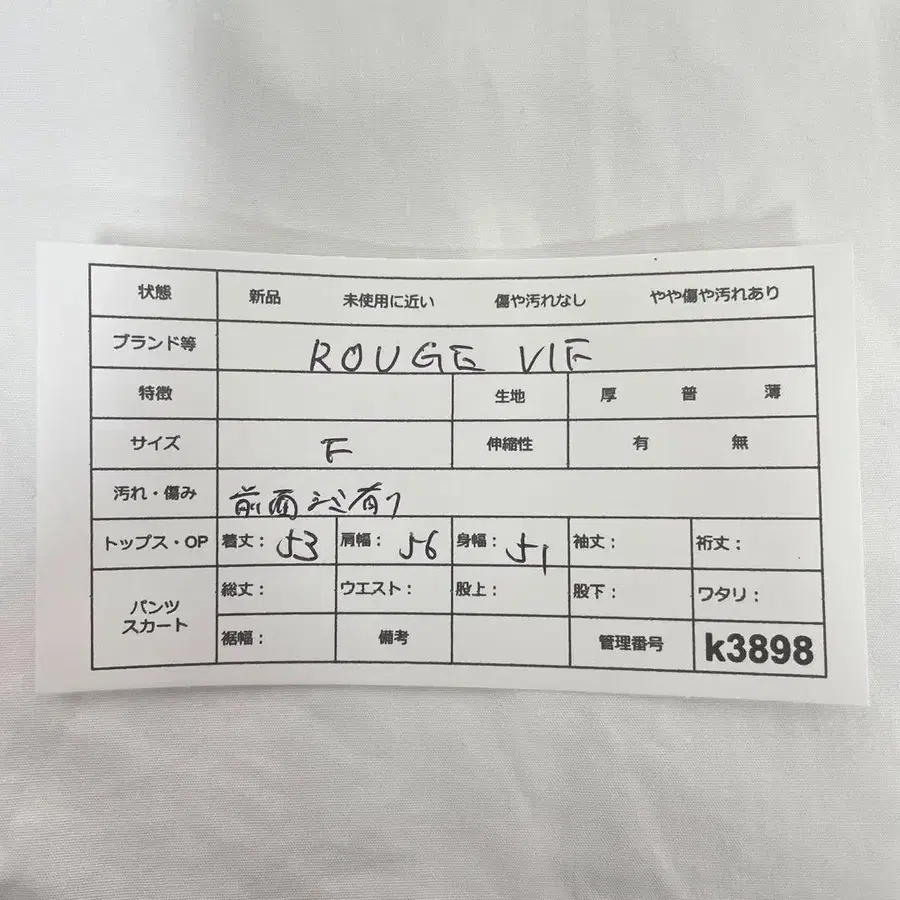 状態 新品 未使用に近い 傷や汚れなし やや傷や汚れあり
ブランド等 ROUGE VIF
特徴 生地 厚 普 薄
サイズ F 伸縮性 有 無
汚れ・傷み 前面シミ有り
トップス・OP 着丈: 53 肩幅: 56 身幅: 51 袖丈: 裄丈:
パンツ スカート 総丈: ウエスト: 股上: 股下: ワタリ:
裾幅: 備考 管理番号 k3898